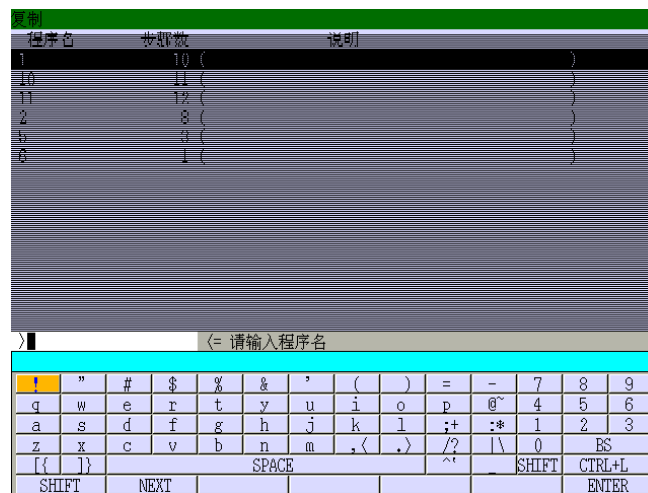 复制
程序名 步骤数 说明
1 10 ( )
10 11 ( )
11 12 ( )
2 8 ( )
5 3 ( )
6 1 ( )
>█ <= 请输入程序名
! " # $ % & ' ( ) = - 7 8 9
q w e r t y u i o p @~ 4 5 6
a s d f g h j k l ;+ :* 1 2 3
z x c v b n m ,< .> /? |\ 0 BS
[{ ]} SPACE ^' _ SHIFT CTRL+L
SHIFT NEXT ENTER